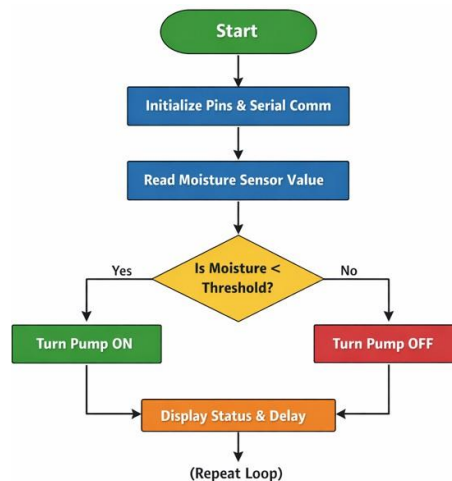 Start
Initialize Pins & Serial Comm
Read Moisture Sensor Value
Is Moisture <
Threshold?
Yes
No
Turn Pump ON
Turn Pump OFF
Display Status & Delay
(Repeat Loop)